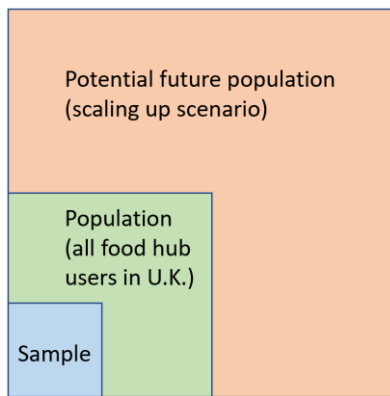 Potential future population
(scaling up scenario)
Population
(all food hub
users in U.K.)
Sample